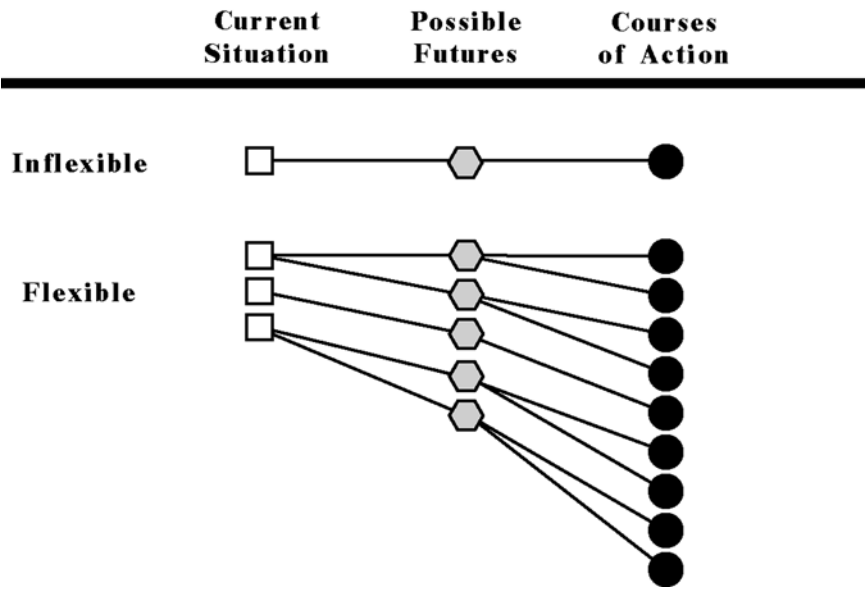 Current Possible Courses
Situation Futures of Action
Inflexible
Flexible